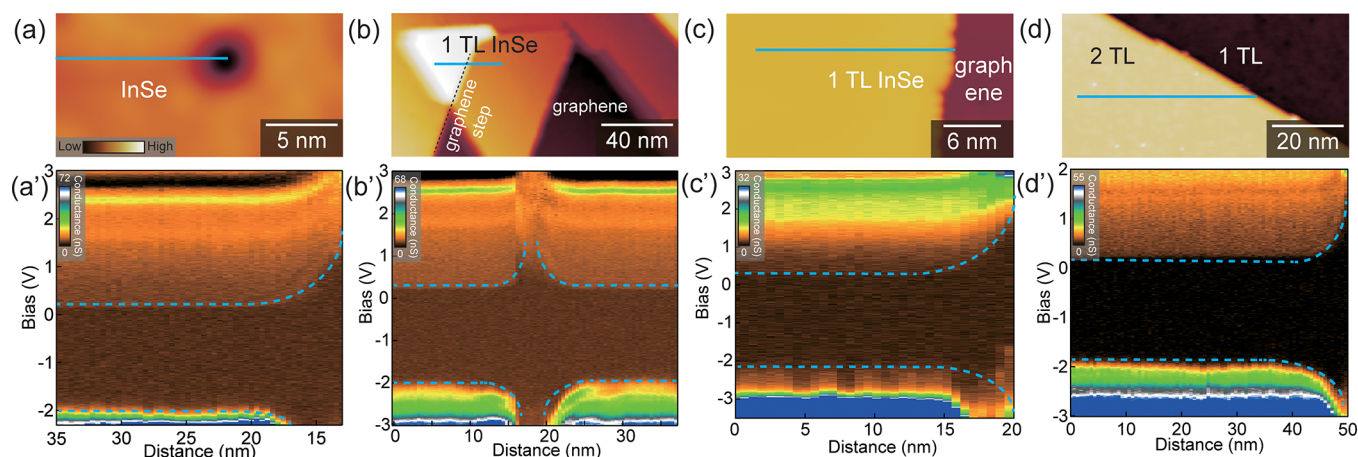 (a)
InSe
Low
High
5 nm
(b)
1 TL InSe
graphene
step
graphene
40 nm
(c)
1 TL InSe
graph
ene
6 nm
(d)
2 TL
1 TL
20 nm
(a')
72
Conductance (nS)
0
3
2
1
0
-1
-2
Bias (V)
35
30
25
20
15
Distance (nm)
(b')
68
Conductance (nS)
0
3
2
1
0
-1
-2
-3
Bias (V)
0
10
20
30
Distance (nm)
(c')
32
Conductance (nS)
0
3
2
1
0
-1
-2
-3
Bias (V)
0
5
10
15
20
Distance (nm)
(d')
55
Conductance (nS)
0
2
1
0
-1
-2
-3
Bias (V)
0
10
20
30
40
50
Distance (nm)